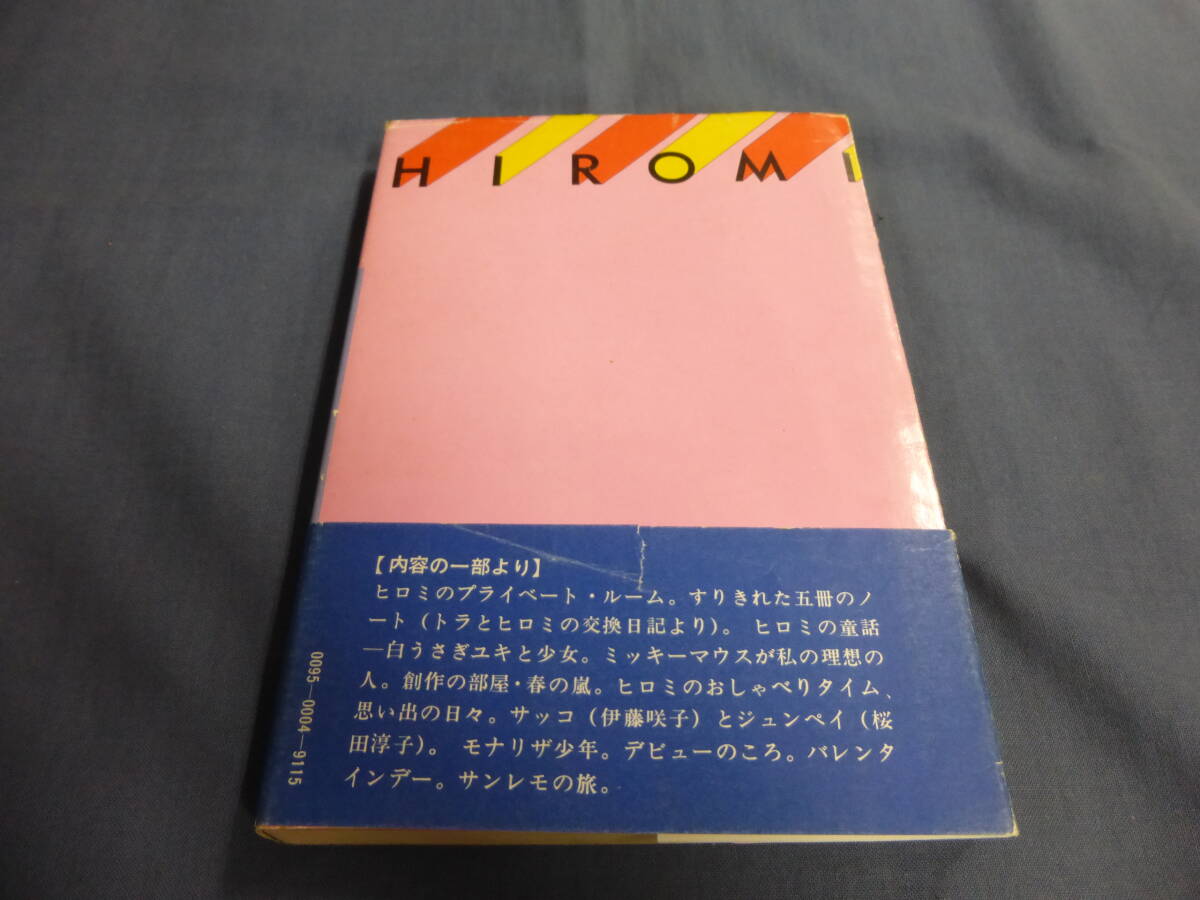 HIROMI
【内容の一部より】
ヒロミのプライベート・ルーム。すりきれた五冊のノ
ート(トラとヒロミの交換日記より)。 ヒロミの童話
―白うさぎユキと少女。ミッキーマウスが私の理想の
人。創作の部屋・春の嵐。ヒロミのおしゃべりタイム、
思い出の日々。サッコ(伊藤咲子)とジュンペイ(桜
田淳子)。 モナリザ少年。デビューのころ。バレンタ
インデー。サンレモの旅。
0095―0004―9115